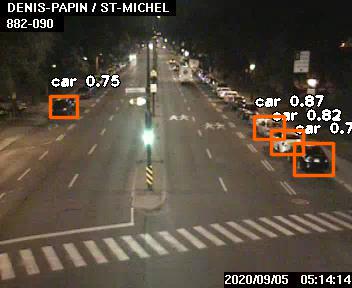 DENIS-PAPIN / ST-MICHEL
882-090
car 0.75
car 0.87
car 0.82
car 0.7
2020/09/05 05:14:14